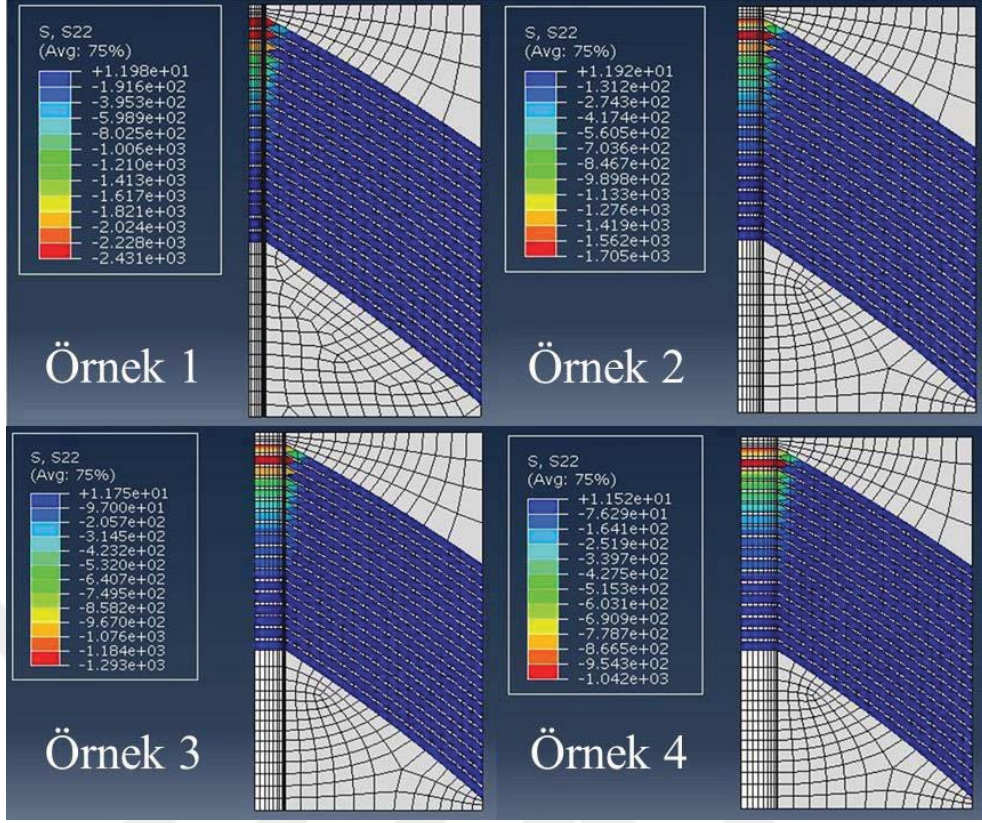 S, S22
(Avg: 75%)
+1.198e+01
-1.916e+02
-3.953e+02
-5.989e+02
-8.025e+02
-1.006e+03
-1.210e+03
-1.413e+03
-1.617e+03
-1.821e+03
-2.024e+03
-2.228e+03
-2.431e+03
Örnek 1
S, S22
(Avg: 75%)
+1.192e+01
-1.312e+02
-2.743e+02
-4.174e+02
-5.605e+02
-7.036e+02
-8.467e+02
-9.898e+02
-1.133e+03
-1.276e+03
-1.419e+03
-1.562e+03
-1.705e+03
Örnek 2
S, S22
(Avg: 75%)
+1.175e+01
-9.700e+01
-2.057e+02
-3.145e+02
-4.232e+02
-5.320e+02
-6.407e+02
-7.495e+02
-8.582e+02
-9.670e+02
-1.076e+03
-1.184e+03
-1.293e+03
Örnek 3
S, S22
(Avg: 75%)
+1.152e+01
-7.629e+01
-1.641e+02
-2.519e+02
-3.397e+02
-4.275e+02
-5.153e+02
-6.031e+02
-6.909e+02
-7.787e+02
-8.665e+02
-9.543e+02
-1.042e+03
Örnek 4